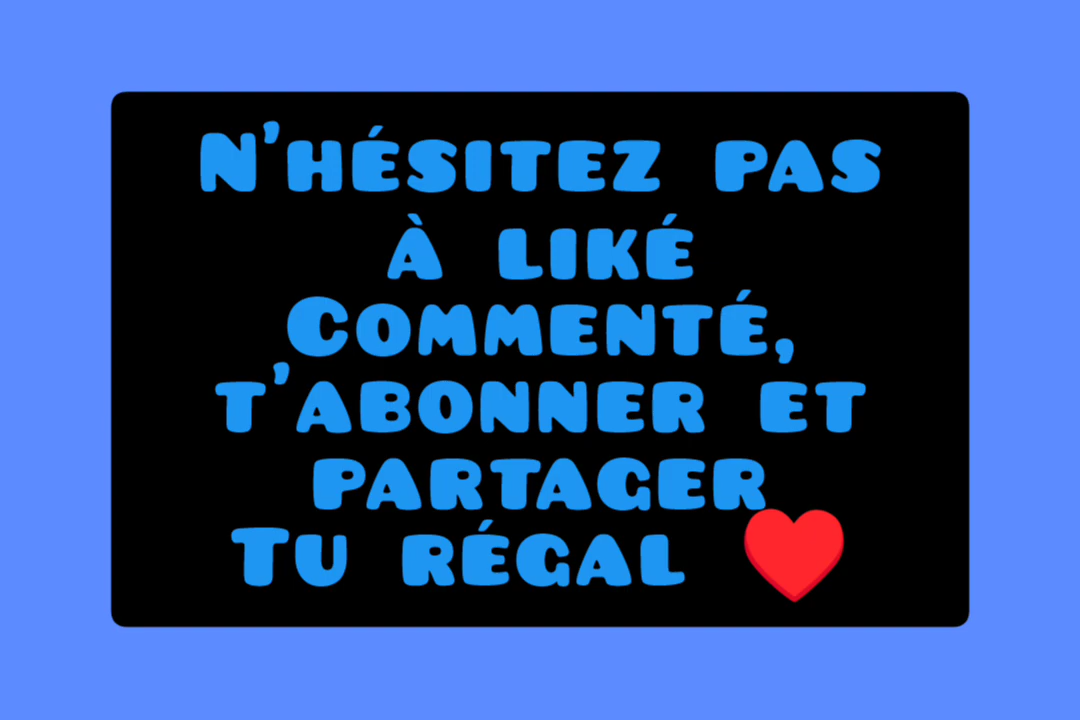 N'hésitez pas
à liké
Commenté,
t'abonner et
partager
Tu régal ❤️